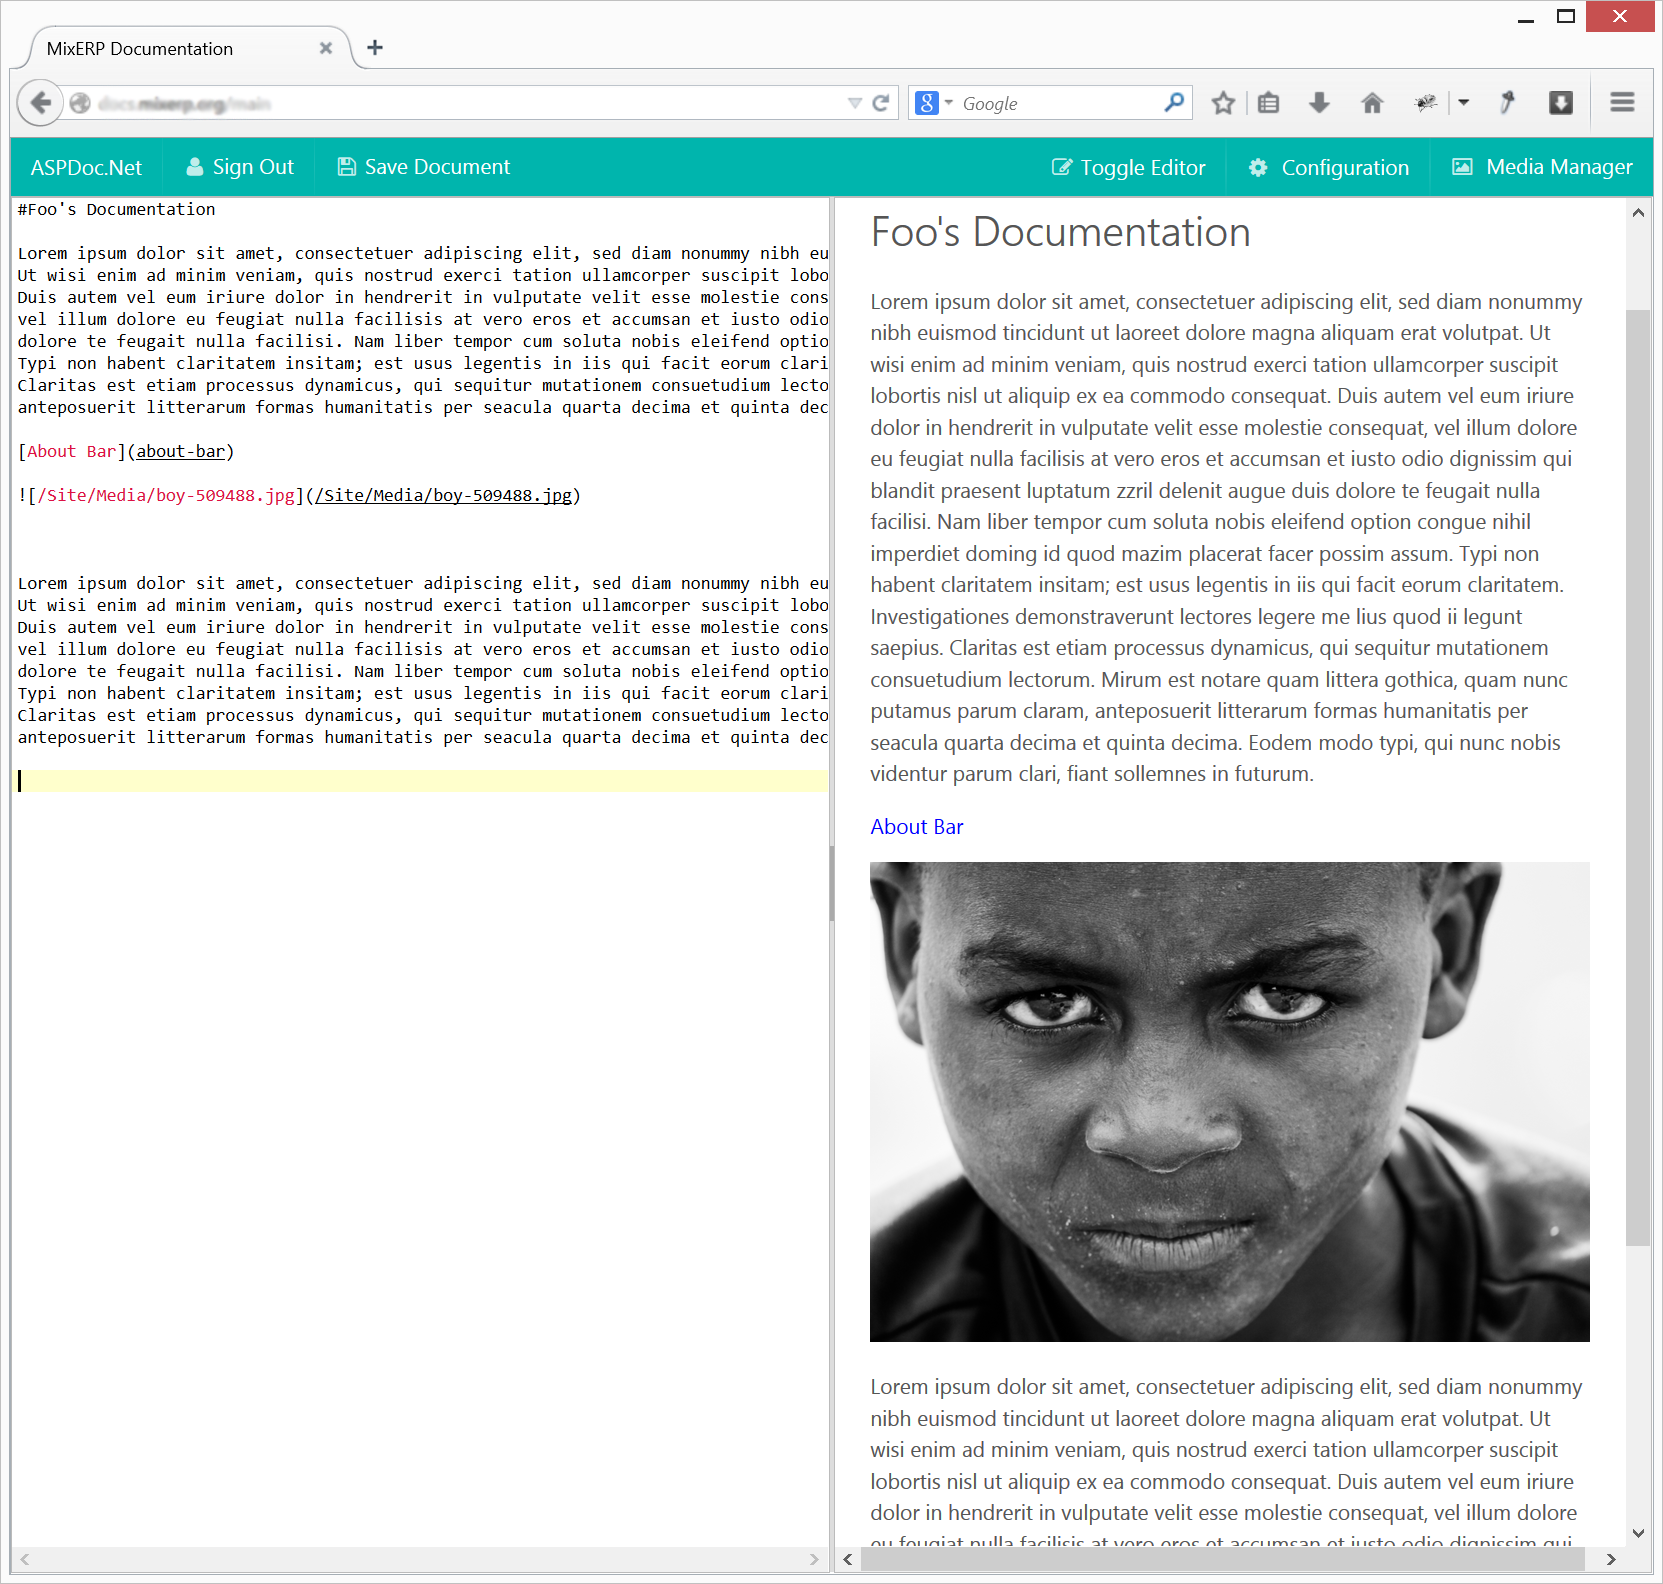 MixERP Documentation
docs.mixerp.org/main
Google
ASPDoc.Net
Sign Out
Save Document
Toggle Editor
Configuration
Media Manager
#Foo's Documentation
Lorem ipsum dolor sit amet, consectetuer adipiscing elit, sed diam nonummy nibh eu
Ut wisi enim ad minim veniam, quis nostrud exerci tation ullamcorper suscipit lobo
Duis autem vel eum iriure dolor in hendrerit in vulputate velit esse molestie cons
vel illum dolore eu feugiat nulla facilisis at vero eros et accumsan et iusto odio
dolore te feugait nulla facilisi. Nam liber tempor cum soluta nobis eleifend optio
Typi non habent claritatem insitam; est usus legentis in iis qui facit eorum clari
Claritas est etiam processus dynamicus, qui sequitur mutationem consuetudium lecto
anteposuerit litterarum formas humanitatis per seacula quarta decima et quinta dec
[About Bar](about-bar)
![/Site/Media/boy-509488.jpg](/Site/Media/boy-509488.jpg)
Lorem ipsum dolor sit amet, consectetuer adipiscing elit, sed diam nonummy nibh eu
Ut wisi enim ad minim veniam, quis nostrud exerci tation ullamcorper suscipit lobo
Duis autem vel eum iriure dolor in hendrerit in vulputate velit esse molestie cons
vel illum dolore eu feugiat nulla facilisis at vero eros et accumsan et iusto odio
dolore te feugait nulla facilisi. Nam liber tempor cum soluta nobis eleifend optio
Typi non habent claritatem insitam; est usus legentis in iis qui facit eorum clari
Claritas est etiam processus dynamicus, qui sequitur mutationem consuetudium lecto
anteposuerit litterarum formas humanitatis per seacula quarta decima et quinta dec
Foo's Documentation
Lorem ipsum dolor sit amet, consectetuer adipiscing elit, sed diam nonummy
nibh euismod tincidunt ut laoreet dolore magna aliquam erat volutpat. Ut
wisi enim ad minim veniam, quis nostrud exerci tation ullamcorper suscipit
lobortis nisl ut aliquip ex ea commodo consequat. Duis autem vel eum iriure
dolor in hendrerit in vulputate velit esse molestie consequat, vel illum dolore
eu feugiat nulla facilisis at vero eros et accumsan et iusto odio dignissim qui
blandit praesent luptatum zzril delenit augue duis dolore te feugait nulla
facilisi. Nam liber tempor cum soluta nobis eleifend option congue nihil
imperdiet doming id quod mazim placerat facer possim assum. Typi non
habent claritatem insitam; est usus legentis in iis qui facit eorum claritatem.
Investigationes demonstraverunt lectores legere me lius quod ii legunt
saepius. Claritas est etiam processus dynamicus, qui sequitur mutationem
consuetudium lectorum. Mirum est notare quam littera gothica, quam nunc
putamus parum claram, anteposuerit litterarum formas humanitatis per
seacula quarta decima et quinta decima. Eodem modo typi, qui nunc nobis
videntur parum clari, fiant sollemnes in futurum.
About Bar
Lorem ipsum dolor sit amet, consectetuer adipiscing elit, sed diam nonummy
nibh euismod tincidunt ut laoreet dolore magna aliquam erat volutpat. Ut
wisi enim ad minim veniam, quis nostrud exerci tation ullamcorper suscipit
lobortis nisl ut aliquip ex ea commodo consequat. Duis autem vel eum iriure
dolor in hendrerit in vulputate velit esse molestie consequat, vel illum dolore
eu feugiat nulla facilisis at vero eros et accumsan et iusto odio dignissim qui